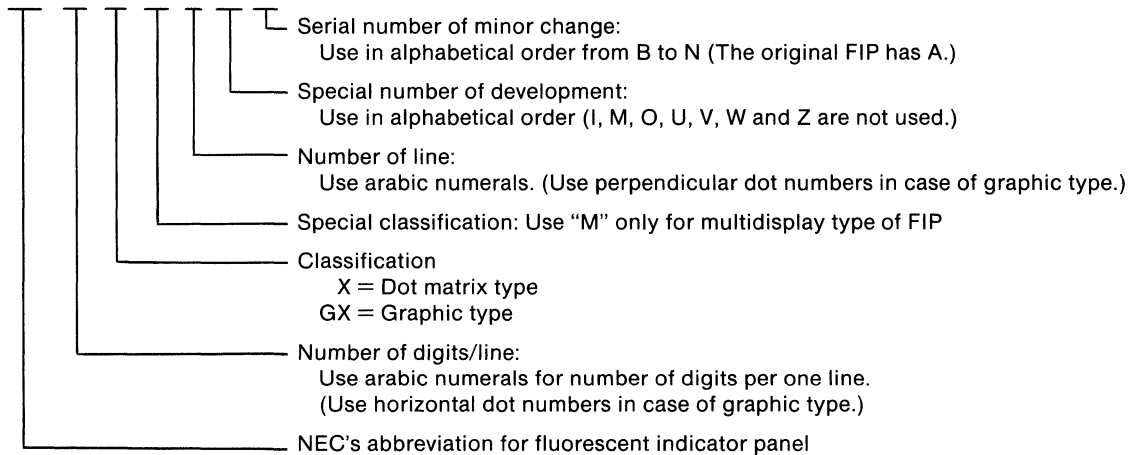 Serial number of minor change:
Use in alphabetical order from B to N (The original FIP has A.)
Special number of development:
Use in alphabetical order (I, M, O, U, V, W and Z are not used.)
Number of line:
Use arabic numerals. (Use perpendicular dot numbers in case of graphic type.)
Special classification: Use “M” only for multidisplay type of FIP
Classification
X = Dot matrix type
GX = Graphic type
Number of digits/line:
Use arabic numerals for number of digits per one line.
(Use horizontal dot numbers in case of graphic type.)
NEC's abbreviation for fluorescent indicator panel